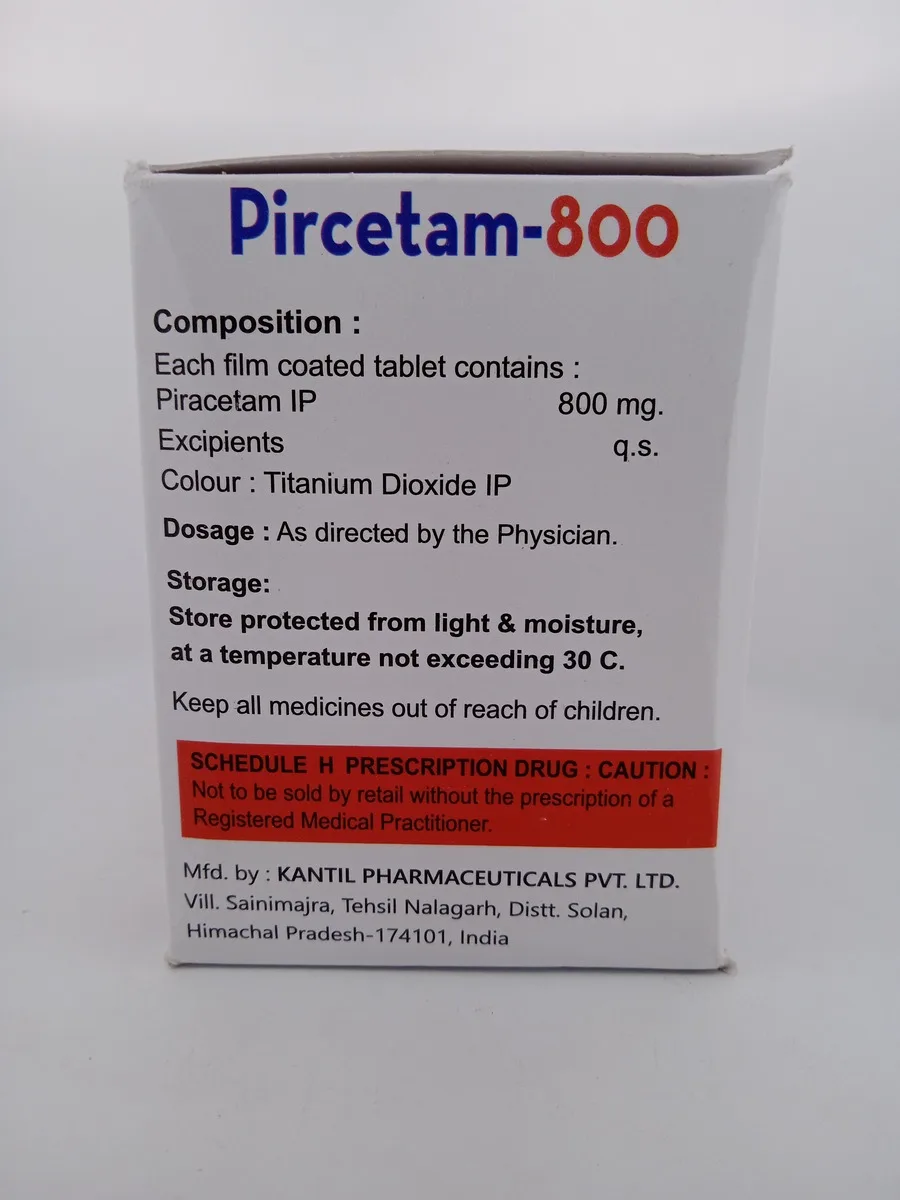 Pircetam-800
Composition :
Each film coated tablet contains :
Piracetam IP 800 mg.
Excipients q.s.
Colour : Titanium Dioxide IP
Dosage : As directed by the Physician.
Storage:
Store protected from light & moisture,
at a temperature not exceeding 30 C.
Keep all medicines out of reach of children.
SCHEDULE H PRESCRIPTION DRUG : CAUTION :
Not to be sold by retail without the prescription of a
Registered Medical Practitioner.
Mfd. by : KANTIL PHARMACEUTICALS PVT. LTD.
Vill. Sainimajra, Tehsil Nalagarh, Distt. Solan,
Himachal Pradesh-174101, India